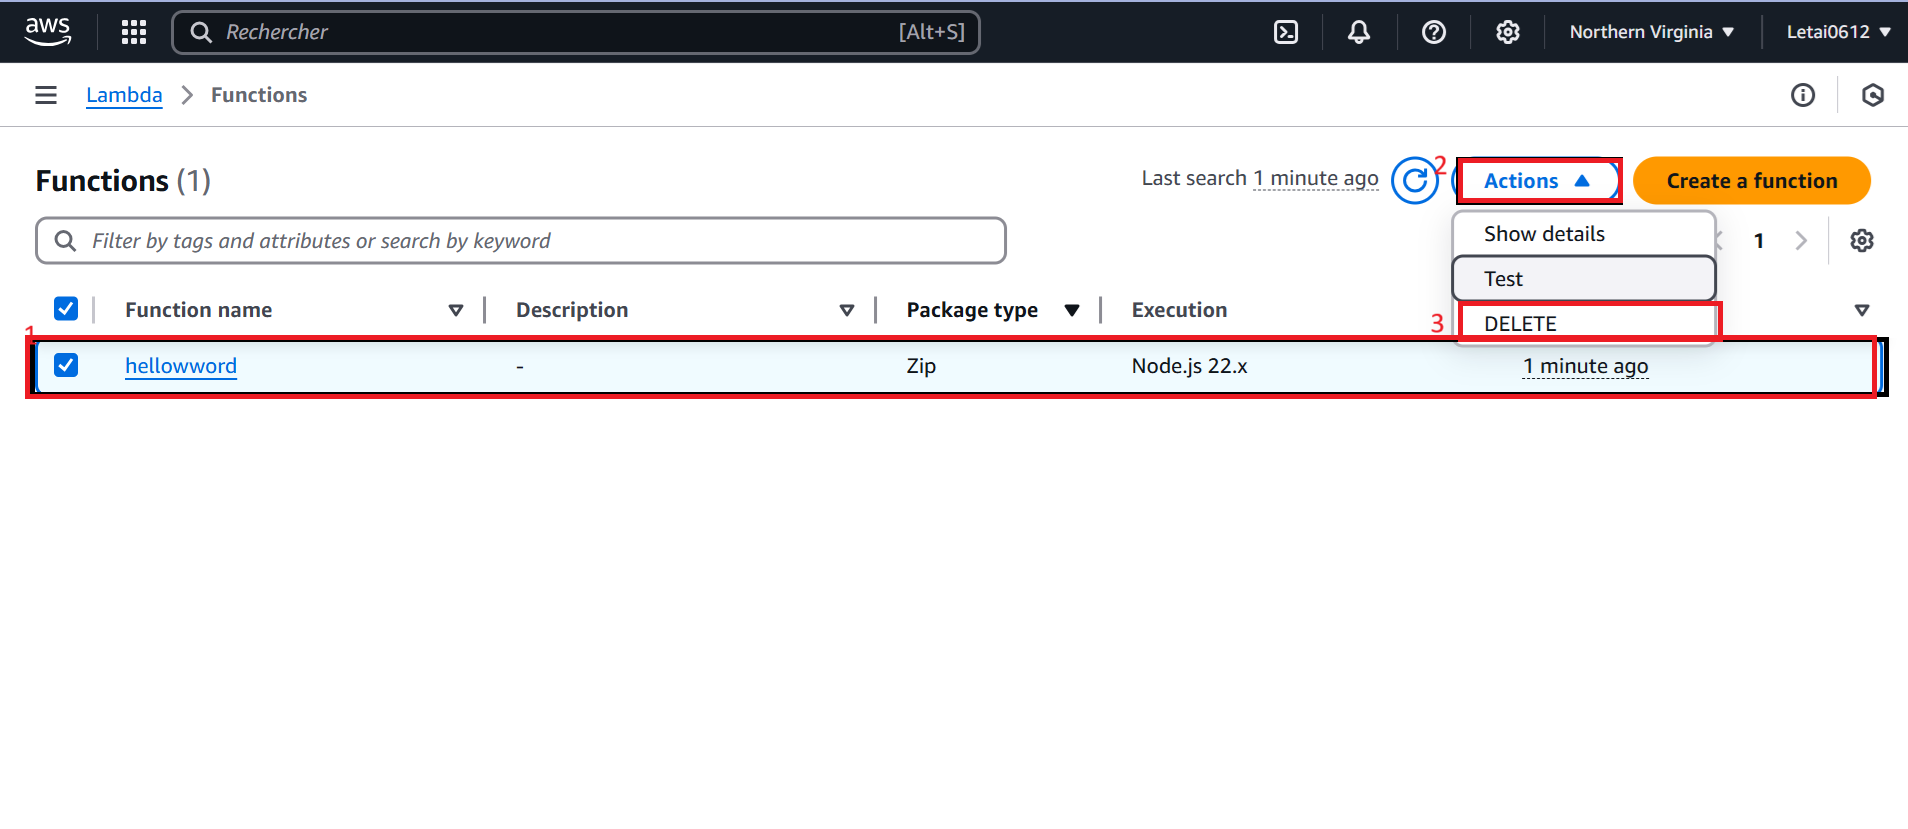 aws Rechercher [Alt+S] Northern Virginia Letai0612
Lambda Functions
Functions (1) Last search 1 minute ago 2 Actions Create a function
Filter by tags and attributes or search by keyword Show details 1
Test
Function name Description Package type Execution
3 DELETE
1
hellowword - Zip Node.js 22.x 1 minute ago